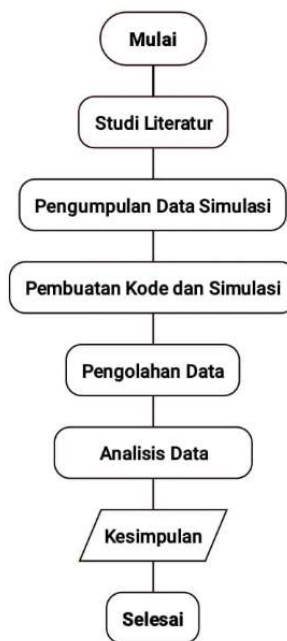 Mulai
Studi Literatur
Pengumpulan Data Simulasi
Pembuatan Kode dan Simulasi
Pengolahan Data
Analisis Data
Kesimpulan
Selesai